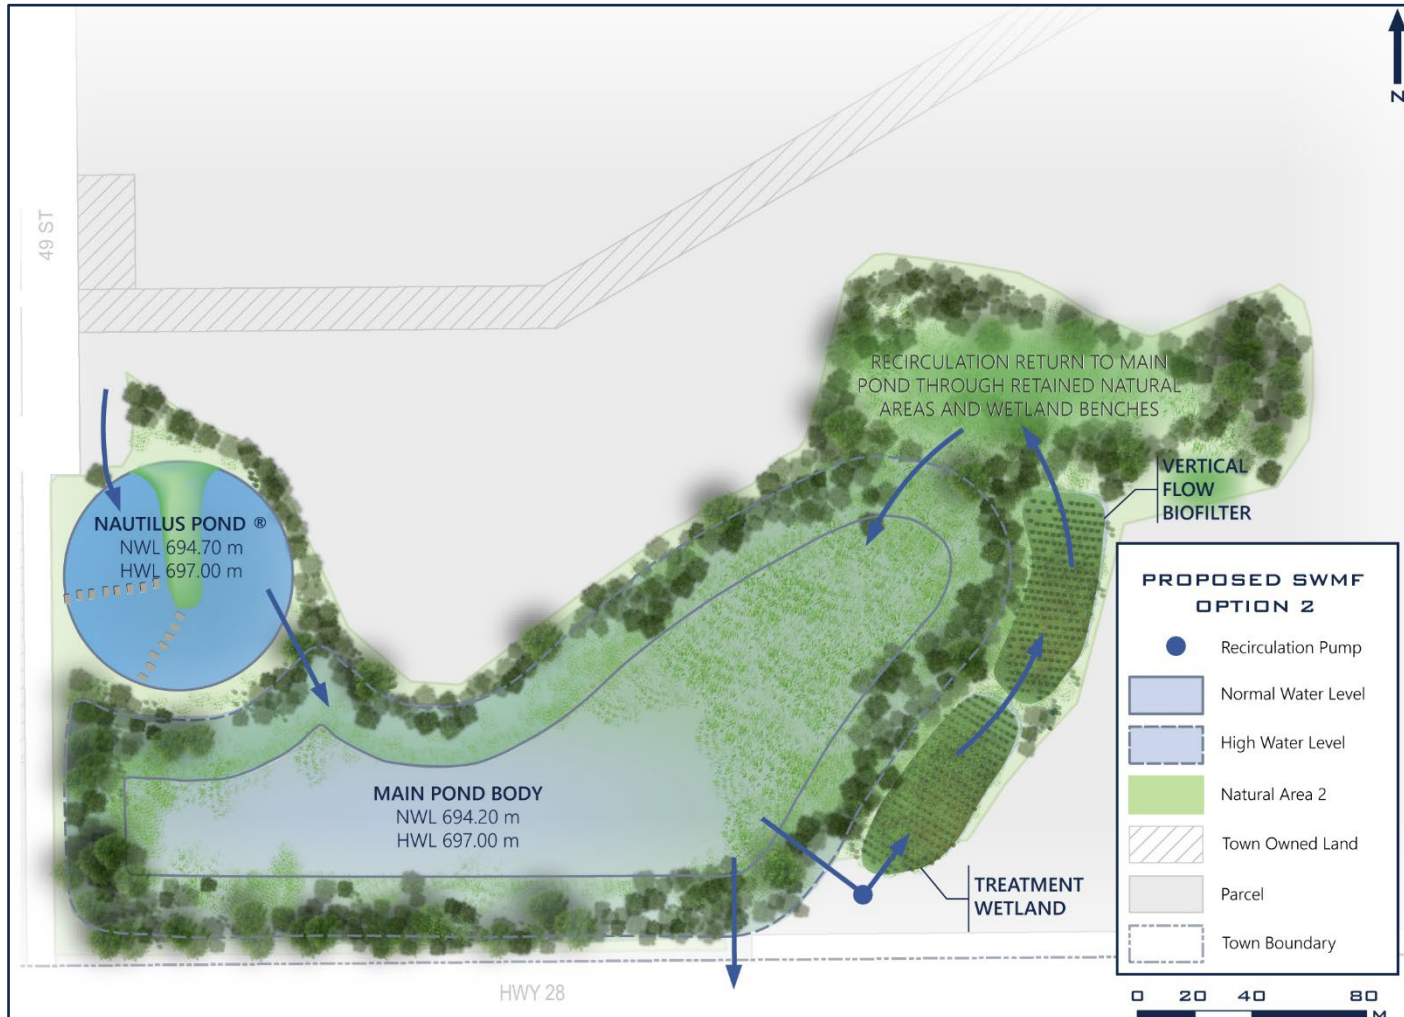 N
49 ST
RECIRCULATION RETURN TO MAIN
POND THROUGH RETAINED NATURAL
AREAS AND WETLAND BENCHES
VERTICAL
FLOW
BIOFILTER
NAUTILUS POND ®
NWL 694.70 m
HWL 697.00 m
MAIN POND BODY
NWL 694.20 m
HWL 697.00 m
TREATMENT
WETLAND
HWY 28
PROPOSED SWMF
OPTION 2
Recirculation Pump
Normal Water Level
High Water Level
Natural Area 2
Town Owned Land
Parcel
Town Boundary
0 20 40 80
M